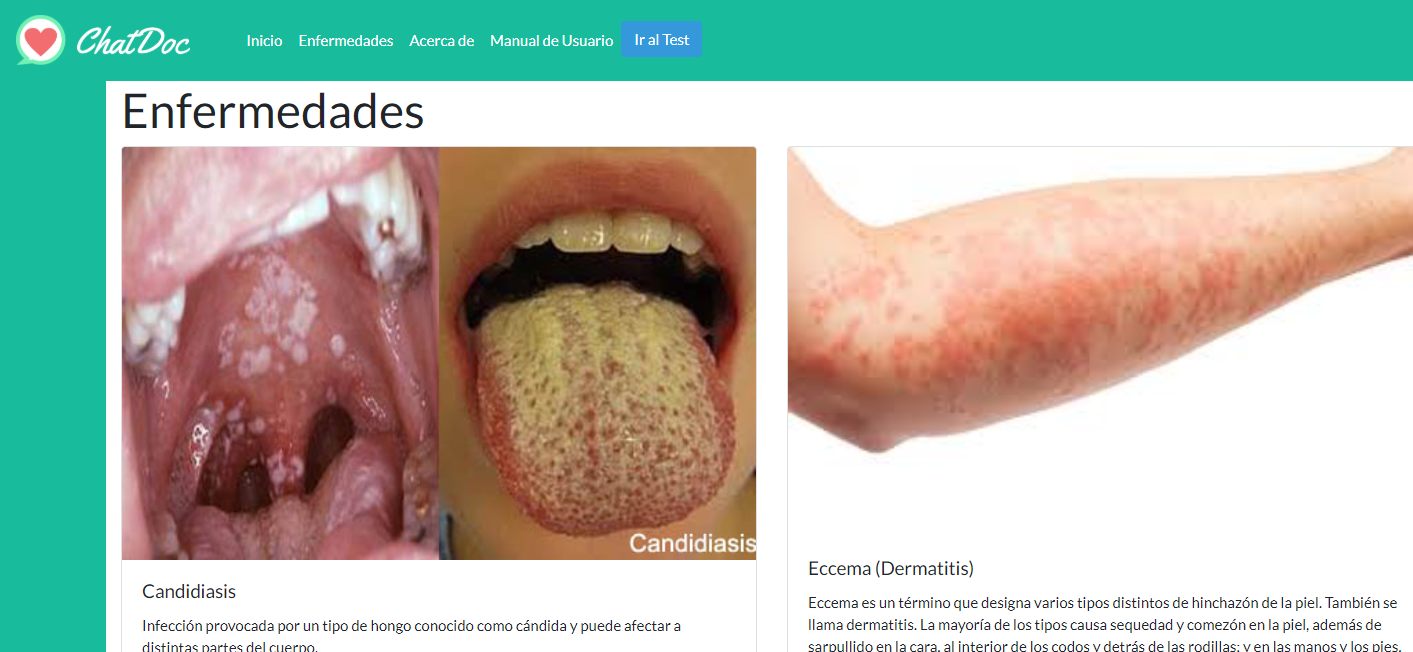 ChatDoc
Inicio Enfermedades Acerca de Manual de Usuario Ir al Test
Enfermedades
Candidiasis
Candidiasis
Infección provocada por un tipo de hongo conocido como cándida y puede afectar a
distintas partes del cuerpo.
Eccema (Dermatitis)
Eccema es un término que designa varios tipos distintos de hinchazón de la piel. También se
llama dermatitis. La mayoría de los tipos causa sequedad y comezón en la piel, además de
sarpullido en la cara, al interior de los codos y detrás de las rodillas; y en las manos y los pies.